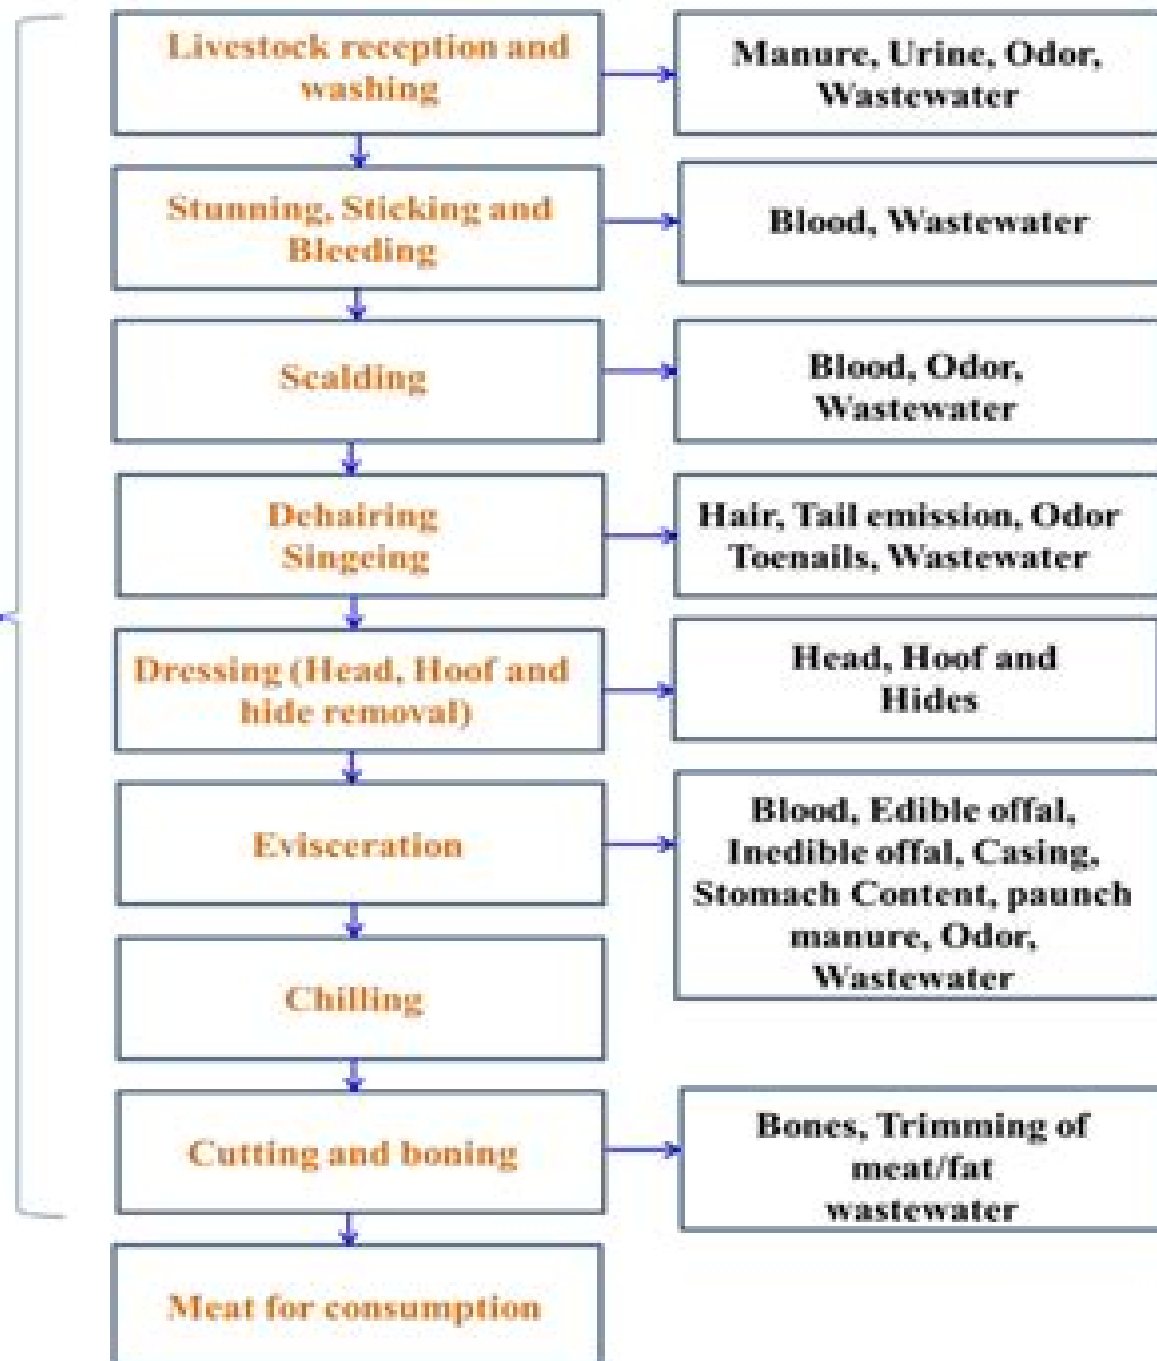 Livestock reception and
washing
Manure, Urine, Odor,
Wastewater
Stunning, Sticking and
Bleeding
Blood, Wastewater
Scalding
Blood, Odor,
Wastewater
Dehairing
Singeing
Hair, Tail emission, Odor
Toenails, Wastewater
Dressing (Head, Hoof and
hide removal)
Head, Hoof and
Hides
Evisceration
Blood, Edible offal,
Inedible offal, Casing,
Stomach Content, paunch
manure, Odor,
Wastewater
Chilling
Cutting and boning
Bones, Trimming of
meat/fat
wastewater
Meat for consumption